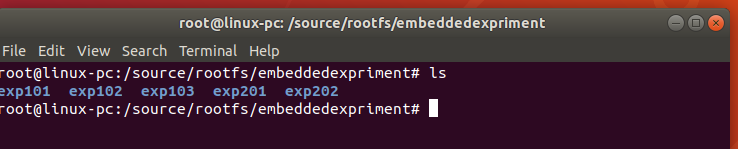 root@linux-pc: /source/rootfs/embeddedexpriment
File Edit View Search Terminal Help
root@linux-pc:/source/rootfs/embeddedexpriment# ls
exp101 exp102 exp103 exp201 exp202
root@linux-pc:/source/rootfs/embeddedexpriment#